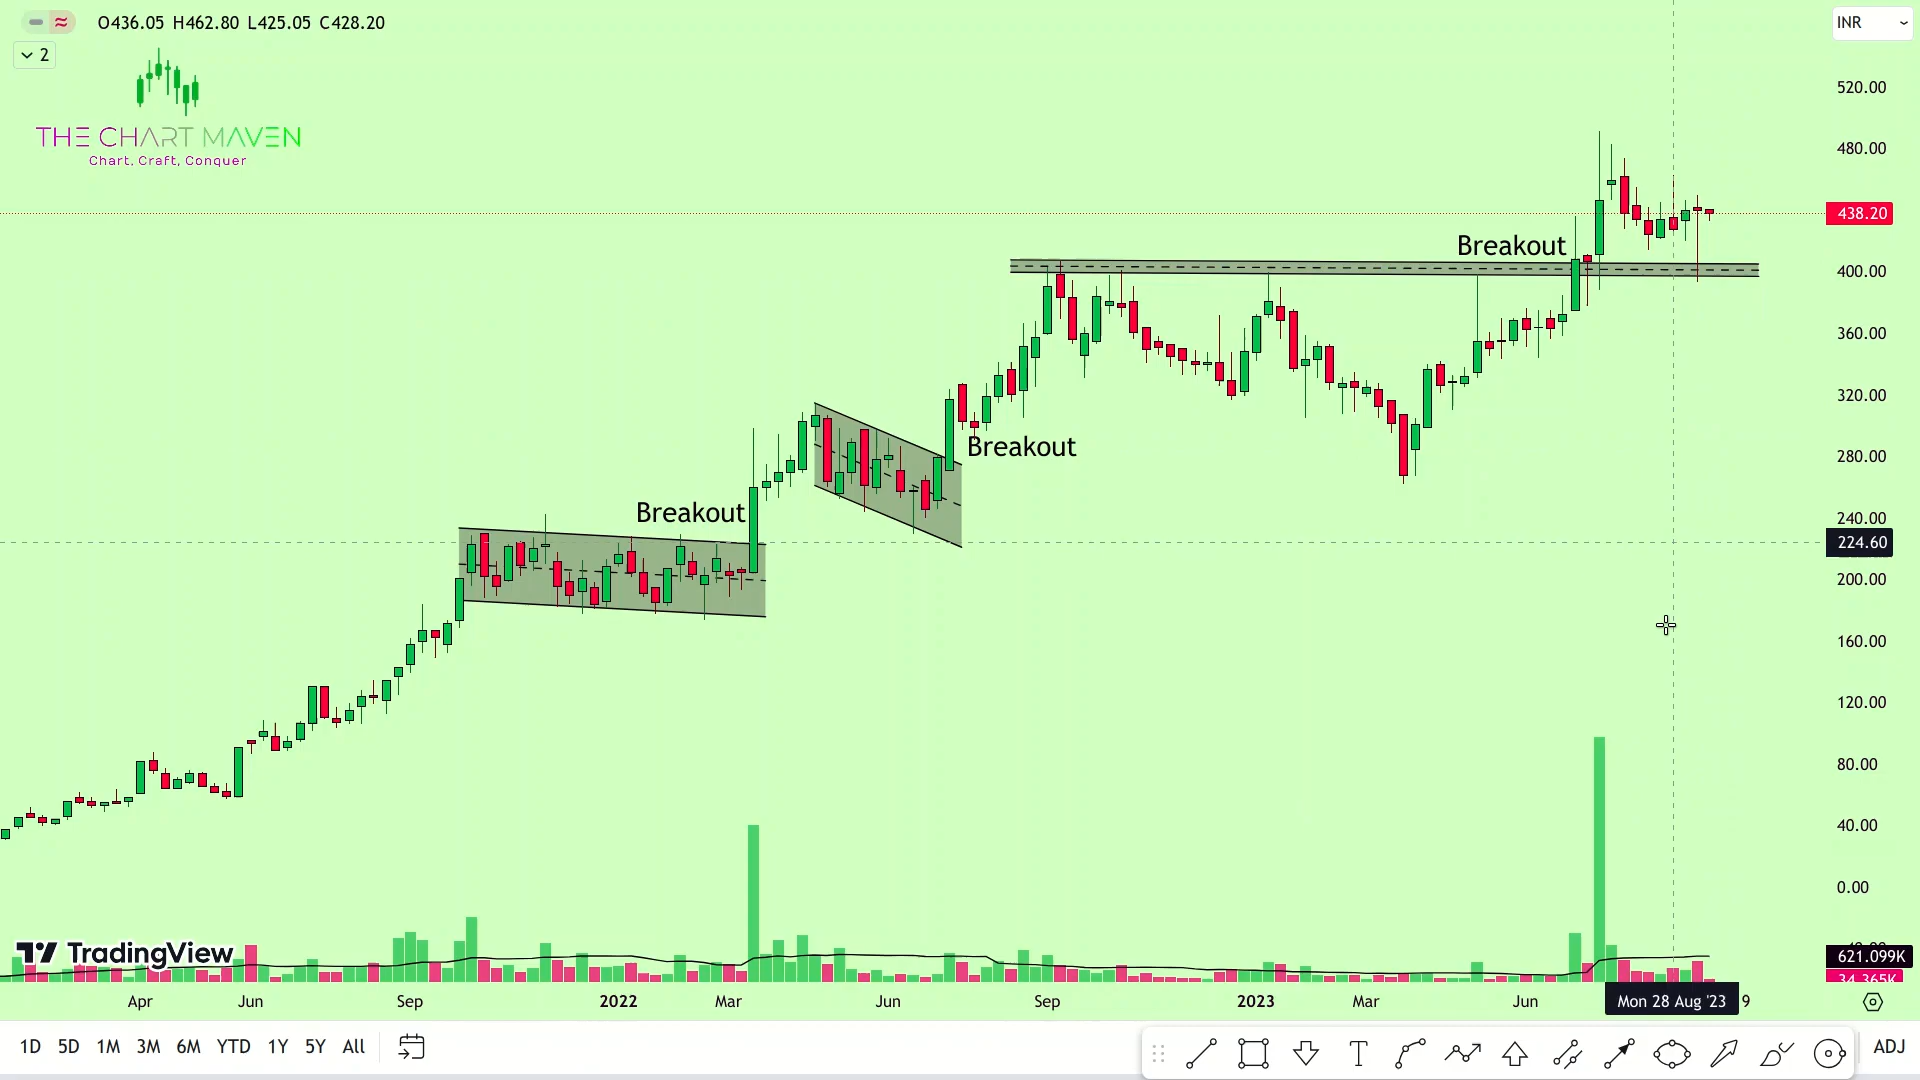 O436.05 H462.80 L425.05 C428.20
INR
2
THE CHART MAVEN
Chart, Craft, Conquer
520.00
480.00
438.20
Breakout
400.00
360.00
320.00
Breakout
280.00
Breakout
240.00
224.60
200.00
160.00
120.00
80.00
40.00
0.00
TradingView
621.099K
34.365K
Apr Jun Sep 2022 Mar Jun Sep 2023 Mar Jun Mon 28 Aug '23 9
1D 5D 1M 3M 6M YTD 1Y 5Y All
ADJ